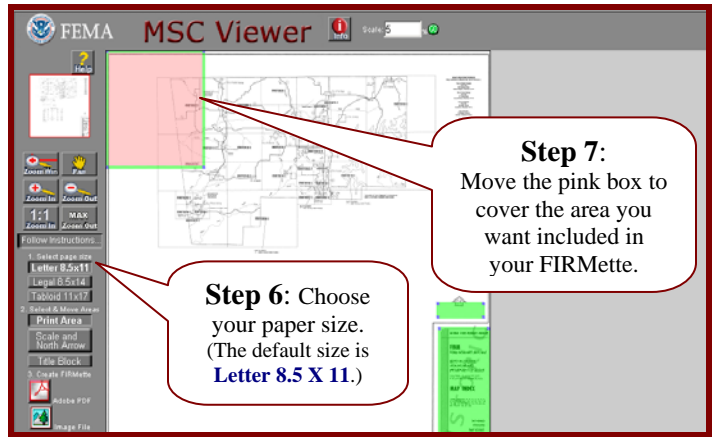 FEMA
MSC Viewer
Info
Scale:
Help
Zoom Win
Pan
Zoom In
Zoom Out
1:1
Zoom In
MAX
Zoom Out
Follow Instructions...
1. Select page size
Letter 8.5x11
Legal 8.5x14
Tabloid 11x17
2. Select & Move Areas
Print Area
Scale and
North Arrow
Title Block
3. Create FIRMette
Adobe PDF
Image File
Step 7:
Move the pink box to
cover the area you
want included in
your FIRMette.
Step 6: Choose
your paper size.
(The default size is
Letter 8.5 X 11.)
MAP INDEX